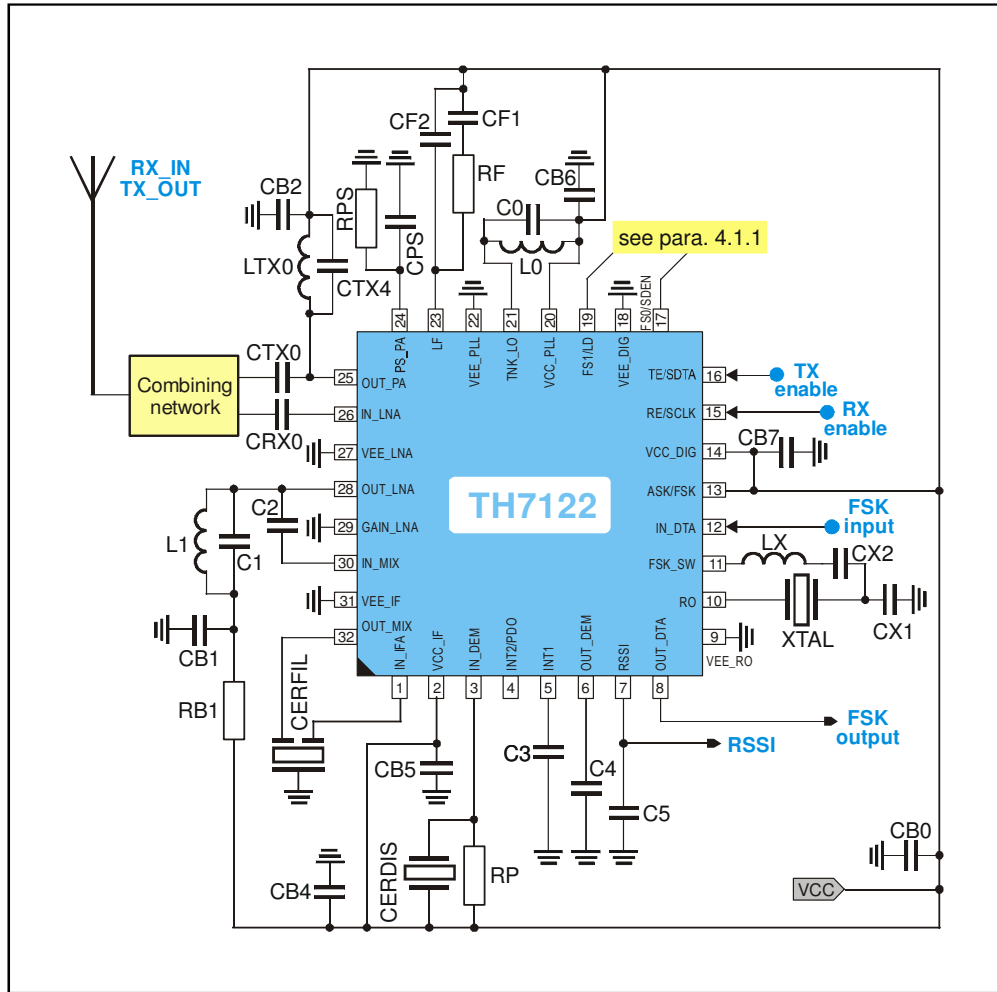 RX_IN
TX_OUT
CF2
CF1
RF
CB2
RPS
CPS
CB6
C0
L0
see para. 4.1.1
LTX0
CTX4
24
23
22
21
20
19
18
17
PS_PA
LF
VEE_PLL
TNK_LO
VCC_PLL
FS1/LD
VEE_DIG
FS0/SDEN
CTX0
Combining
network
CRX0
25
OUT_PA
26
IN_LNA
27
VEE_LNA
28
OUT_LNA
29
GAIN_LNA
30
IN_MIX
31
VEE_IF
32
OUT_MIX
TH7122
TE/SDTA
16
TX
enable
RE/SCLK
15
RX
enable
VCC_DIG
14
CB7
ASK/FSK
13
IN_DTA
12
FSK
input
FSK_SW
11
LX
CX2
RO
10
XTAL
CX1
9
VEE_RO
L1
C1
C2
CB1
RB1
CERFIL
IN_IFA
VCC_IF
IN_DEM
INT2/PDO
INT1
OUT_DEM
RSSI
OUT_DTA
1
2
3
4
5
6
7
8
FSK
output
RSSI
CB5
C3
C4
C5
CB4
CERDIS
RP
CB0
VCC